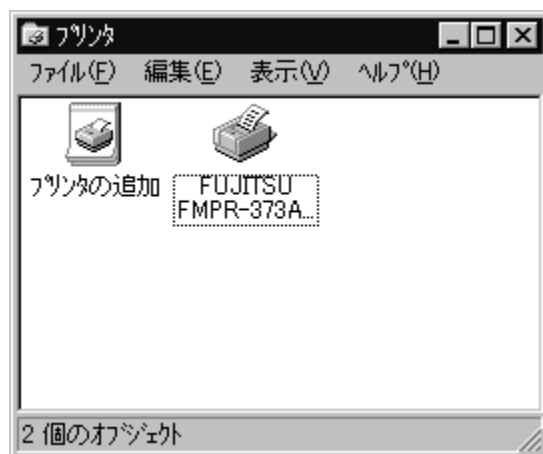 ﾌﾟﾘﾝﾀ
ﾌｧｲﾙ(F) 編集(E) 表示(V) ﾍﾙﾌﾟ(H)
ﾌﾟﾘﾝﾀの追加
FUJITSU
FMPR-373A...
2 個のｵﾌﾞｼﾞｪｸﾄ